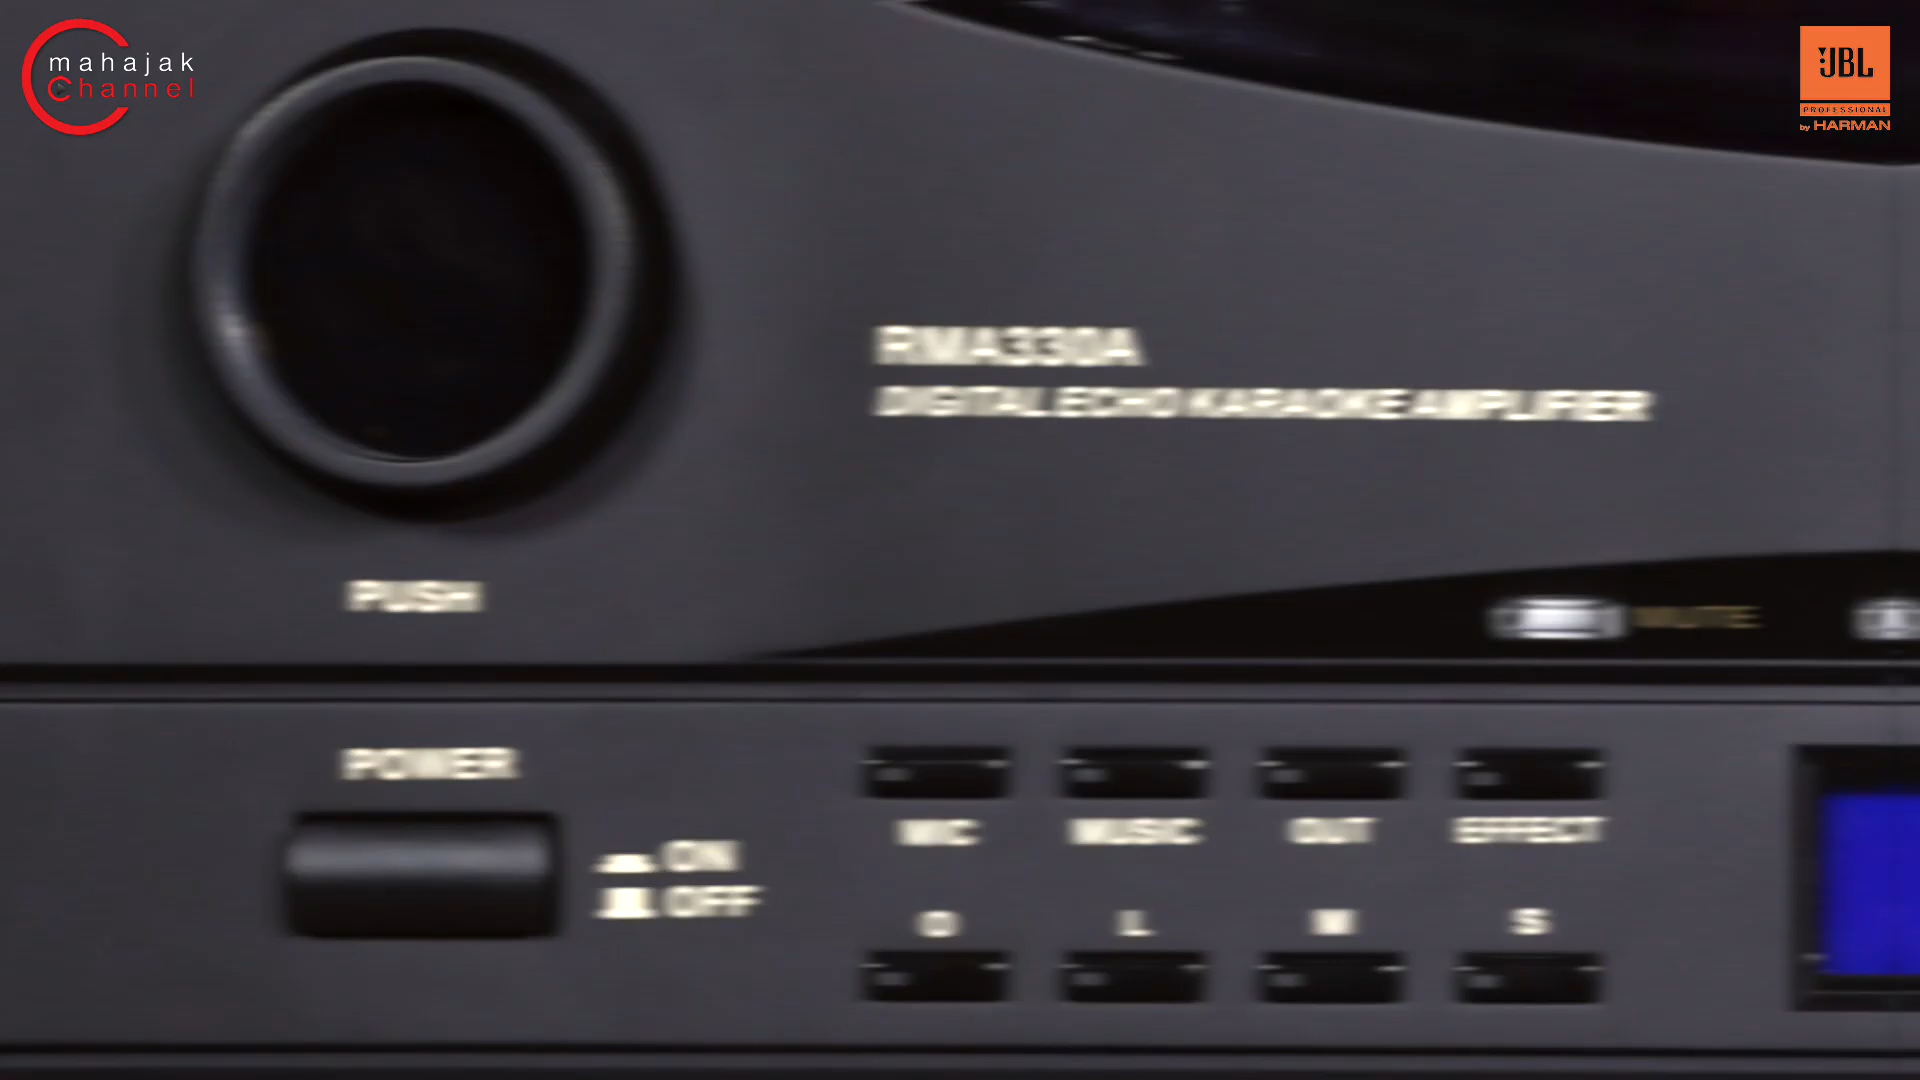 mahajak
Channel
JBL
PROFESSIONAL
by HARMAN
RMA330A
DIGITAL ECHO KARAOKE AMPLIFIER
PUSH
MUTE
POWER
ON
OFF
MIC MUSIC OUT EFFECT
O L M S